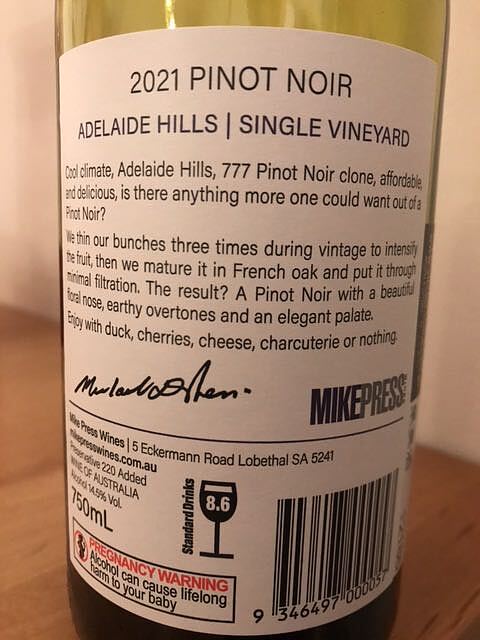 2021 PINOT NOIR
ADELAIDE HILLS | SINGLE VINEYARD
Cool climate, Adelaide Hills, 777 Pinot Noir clone, affordable,
and delicious, is there anything more one could want out of a
Pinot Noir?
We thin our bunches three times during vintage to intensify
the fruit, then we mature it in French oak and put it through
minimal filtration. The result? A Pinot Noir with a beautiful
floral nose, earthy overtones and an elegant palate.
Enjoy with duck, cherries, cheese, charcuterie or nothing.
MIKEPRESS
Mike Press Wines | 5 Eckermann Road Lobethal SA 5241
mikepresswines.com.au
Preservative 220 Added
WINE OF AUSTRALIA
Alcohol 14.5% Vol.
750mL
Standard Drinks
8.6
PREGNANCY WARNING
Alcohol can cause lifelong
harm to your baby
9 346497 000057